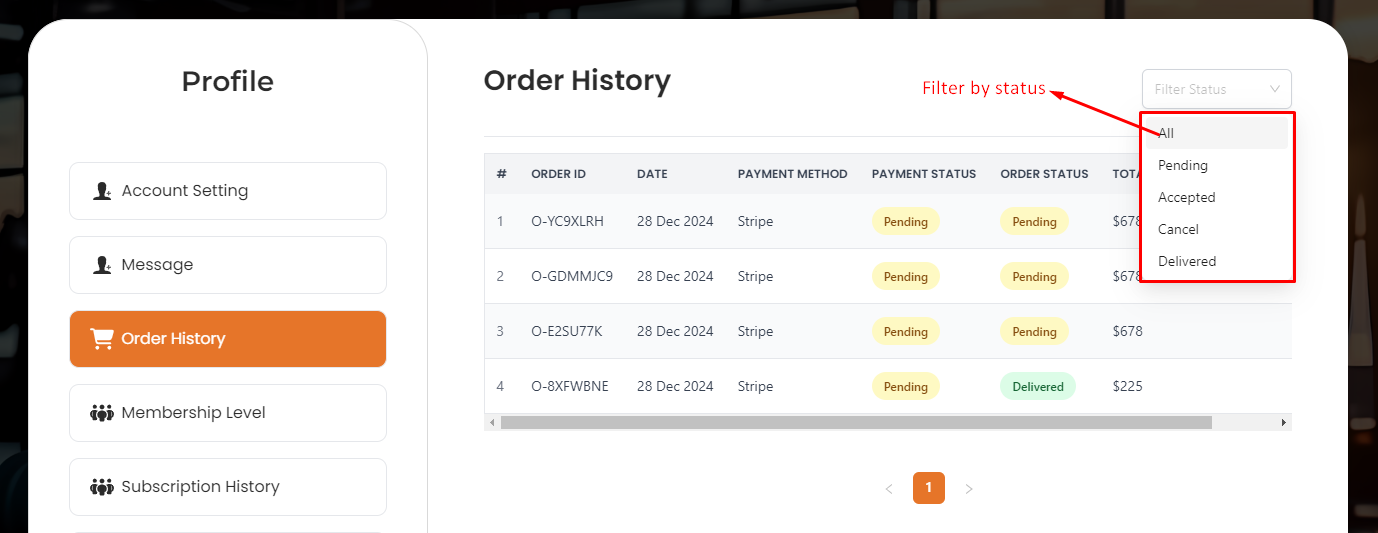 Profile
Account Setting
Message
Order History
Membership Level
Subscription History
Order History
Filter by status
Filter Status
All
Pending
Accepted
Cancel
Delivered
# ORDER ID DATE PAYMENT METHOD PAYMENT STATUS ORDER STATUS
1 O-YC9XLRH 28 Dec 2024 Stripe Pending Pending $678
2 O-GDMMJC9 28 Dec 2024 Stripe Pending Pending $678
3 O-E2SU77K 28 Dec 2024 Stripe Pending Pending $678
4 O-8XFWBNE 28 Dec 2024 Stripe Pending Delivered $225
1